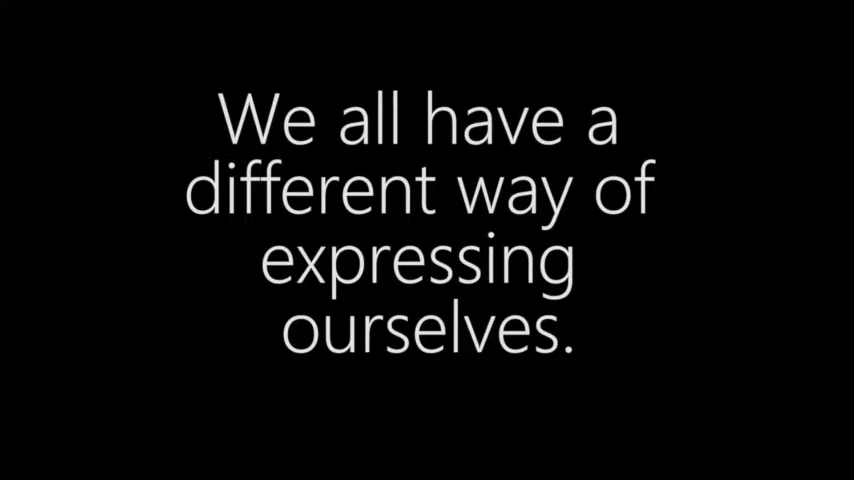 We all have a
different way of
expressing
ourselves.